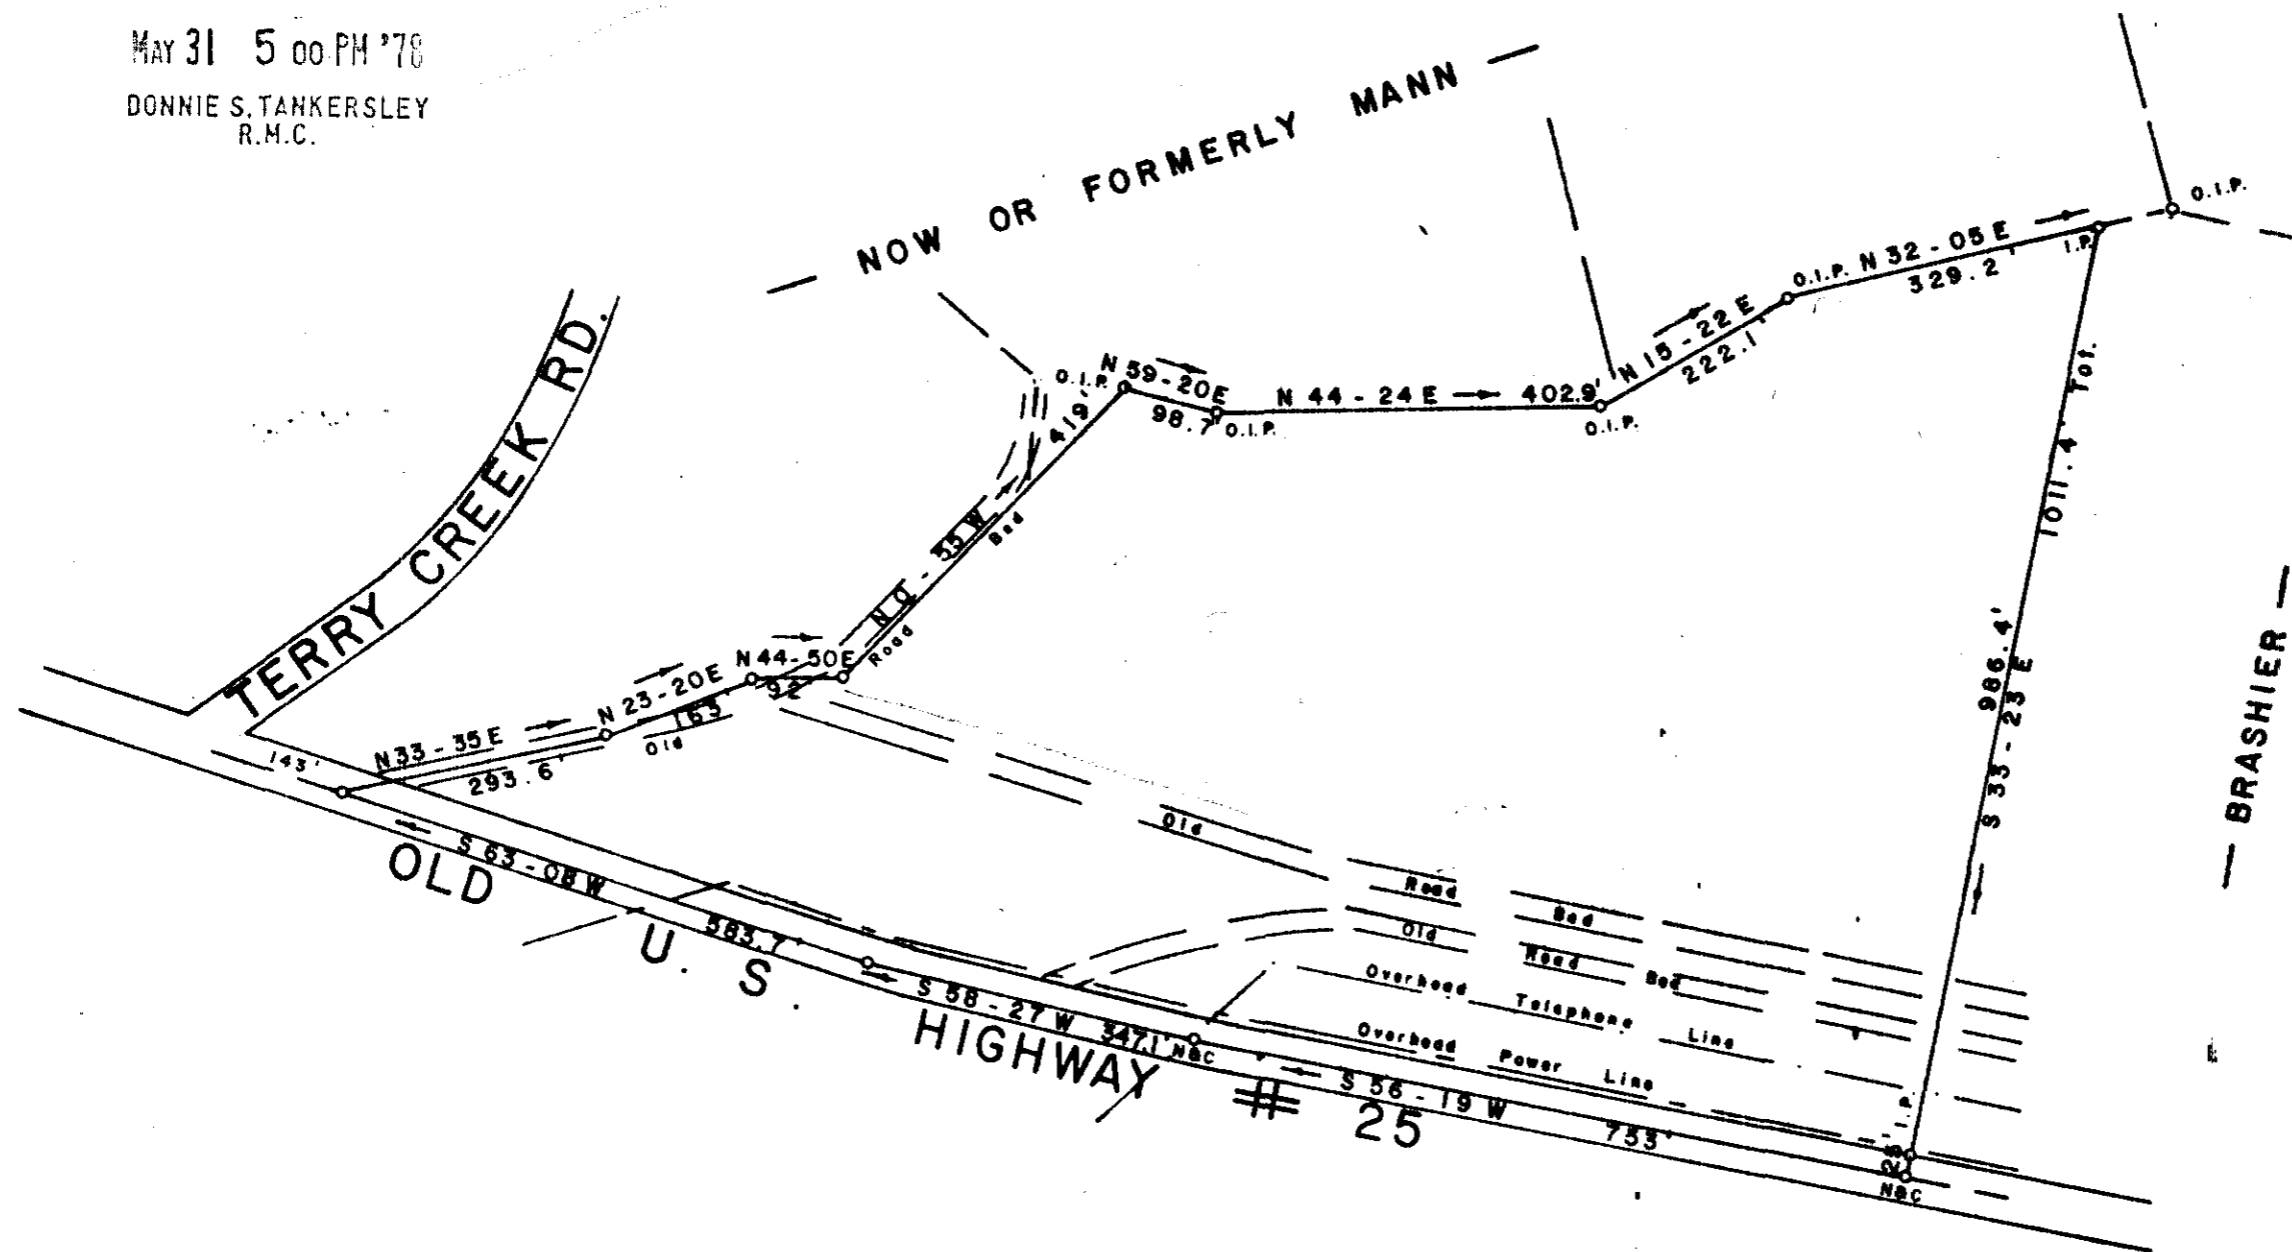 MAY 31 5 00 PM '78
DONNIE S. TANKERSLEY
R.M.C.
— NOW OR FORMERLY MANN —
TERRY CREEK RD.
O.I.P.
N 32 - 05 E
329.2'
I.P.
O.I.P.
N 15 - 22 E
222.1'
O.I.P.
N 59-20E
98.7'
O.I.P.
N 44 - 24 E
402.9'
O.I.P.
419'
N 0 - 55 W
Road Bed
N 44-50E
92'
N 23-20E
163'
Old
N33 - 35 E
293.6'
143'
1011.4' Tot.
986.4'
S 33 - 23 E
— BRASHIER —
Old Road Bed
Old Road Bed
Overhead Telephone Line
Overhead Power Line
S 63-08 W
583.7'
S 58-27 W 347.1'
N&C
S 56-19 W
753'
I.P.
25'
N&C
OLD U. S. HIGHWAY # 25